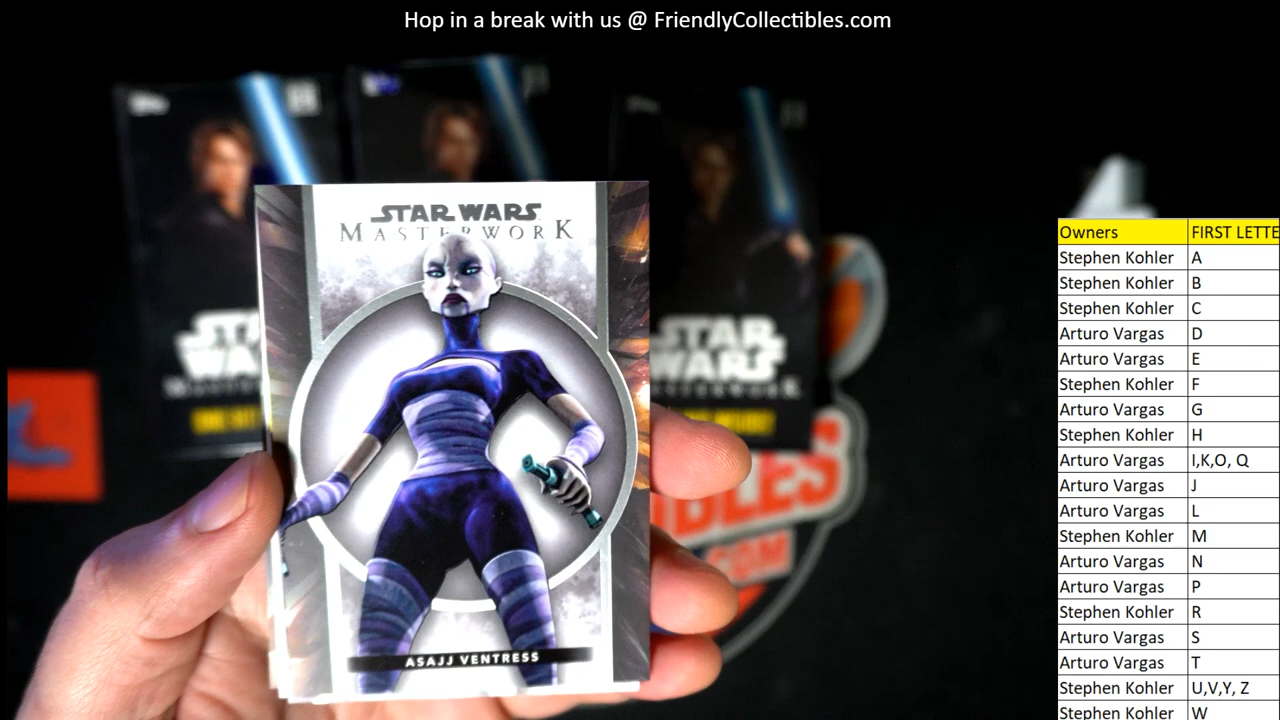 Hop in a break with us @ FriendlyCollectibles.com
STAR WARS
MASTERWORK
ASAJJ VENTRESS
STAR
WARS
STAR
WARS
MASTERWORK
Owners FIRST LETTE
Stephen Kohler A
Stephen Kohler B
Stephen Kohler C
Arturo Vargas D
Arturo Vargas E
Stephen Kohler F
Arturo Vargas G
Stephen Kohler H
Arturo Vargas I,K,O, Q
Arturo Vargas J
Arturo Vargas L
Stephen Kohler M
Arturo Vargas N
Arturo Vargas P
Stephen Kohler R
Arturo Vargas S
Arturo Vargas T
Stephen Kohler U,V,Y, Z
Stephen Kohler W